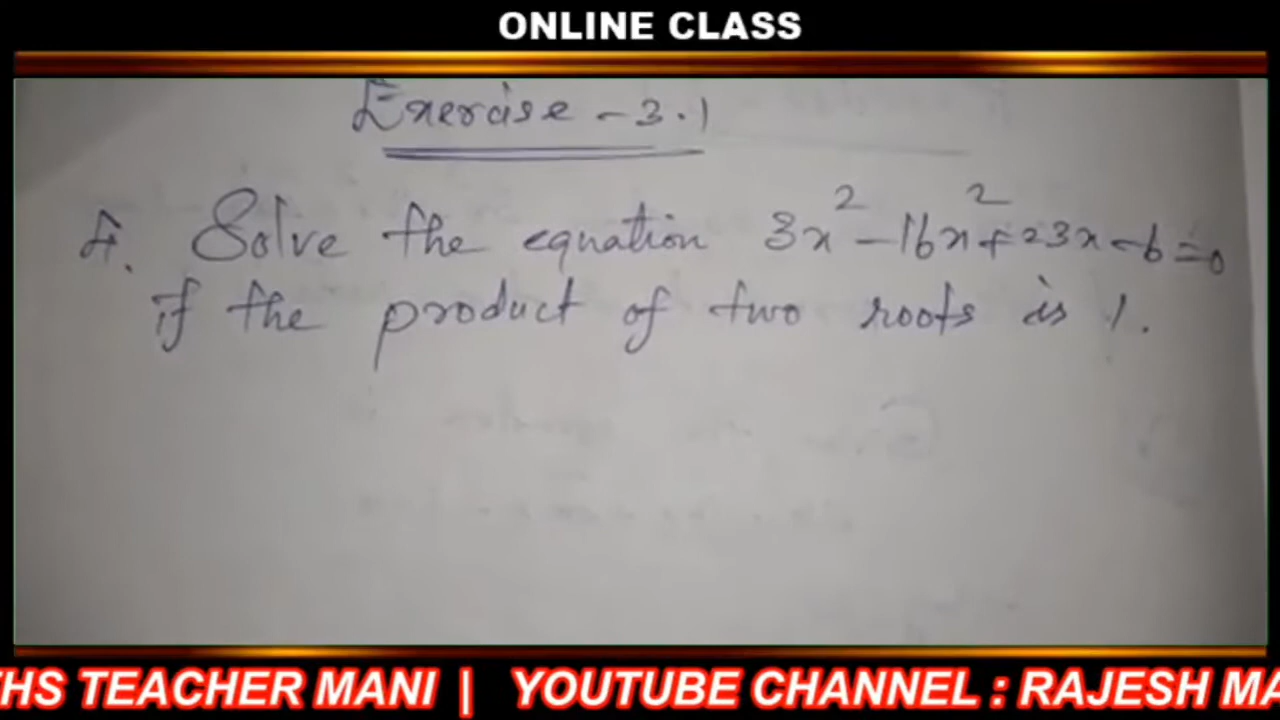 ONLINE CLASS
Exercise - 3.1
4. Solve the equation 3x² - 16x² + 23x - 6 = 0
if the product of two roots is 1.
THS TEACHER MANI | YOUTUBE CHANNEL : RAJESH MA